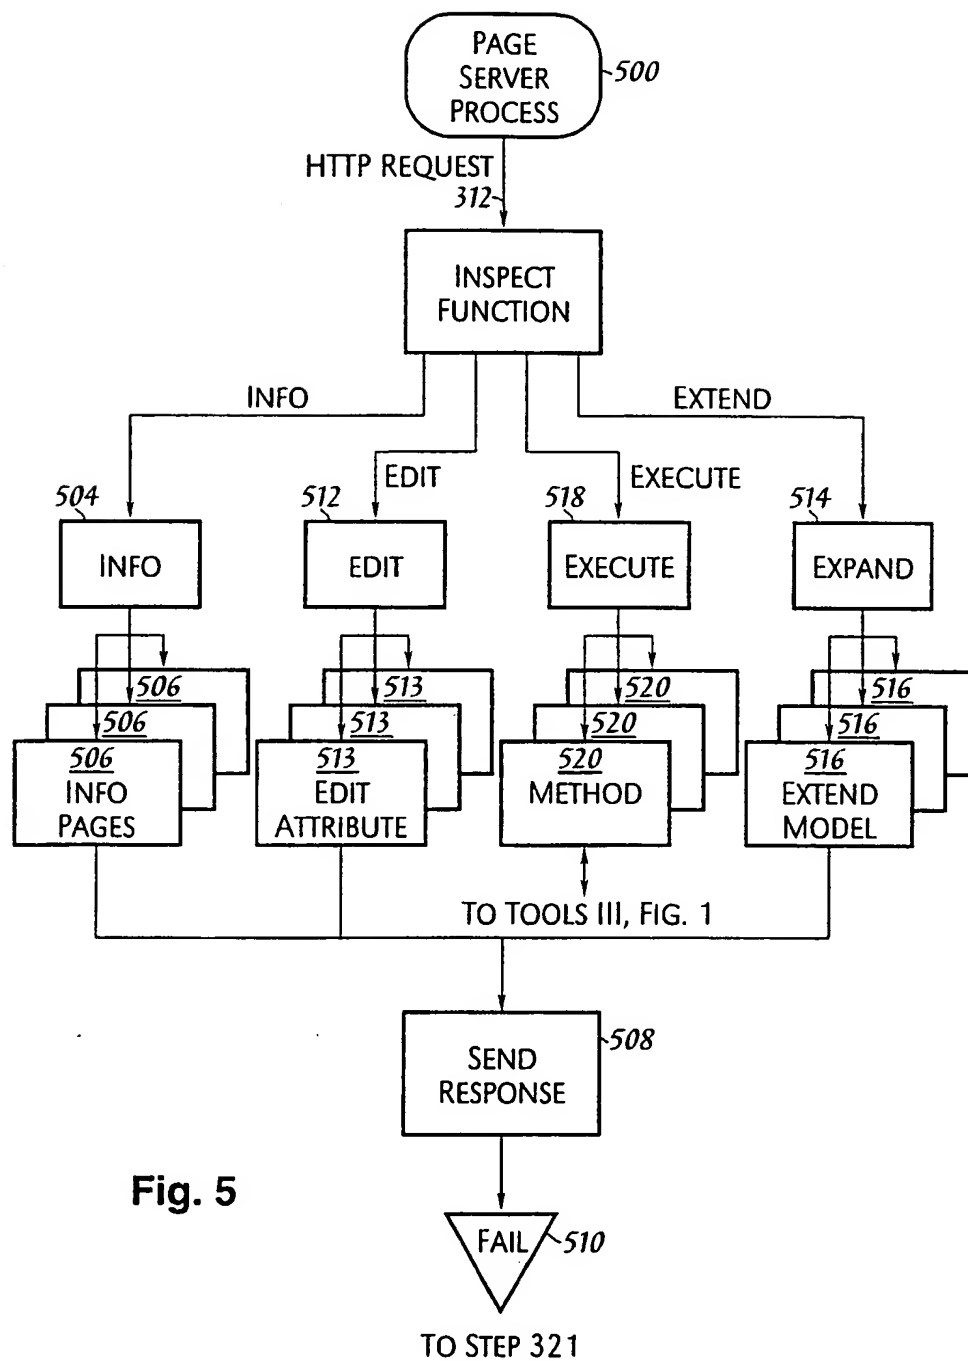 PAGE
SERVER
PROCESS
500
HTTP REQUEST
312
INSPECT
FUNCTION
INFO
EXTEND
EDIT
EXECUTE
504
512
518
514
INFO
EDIT
EXECUTE
EXPAND
506
513
520
516
506
513
520
516
506
513
520
516
INFO
PAGES
EDIT
ATTRIBUTE
METHOD
EXTEND
MODEL
TO TOOLS III, FIG. 1
508
SEND
RESPONSE
Fig. 5
FAIL
510
TO STEP 321